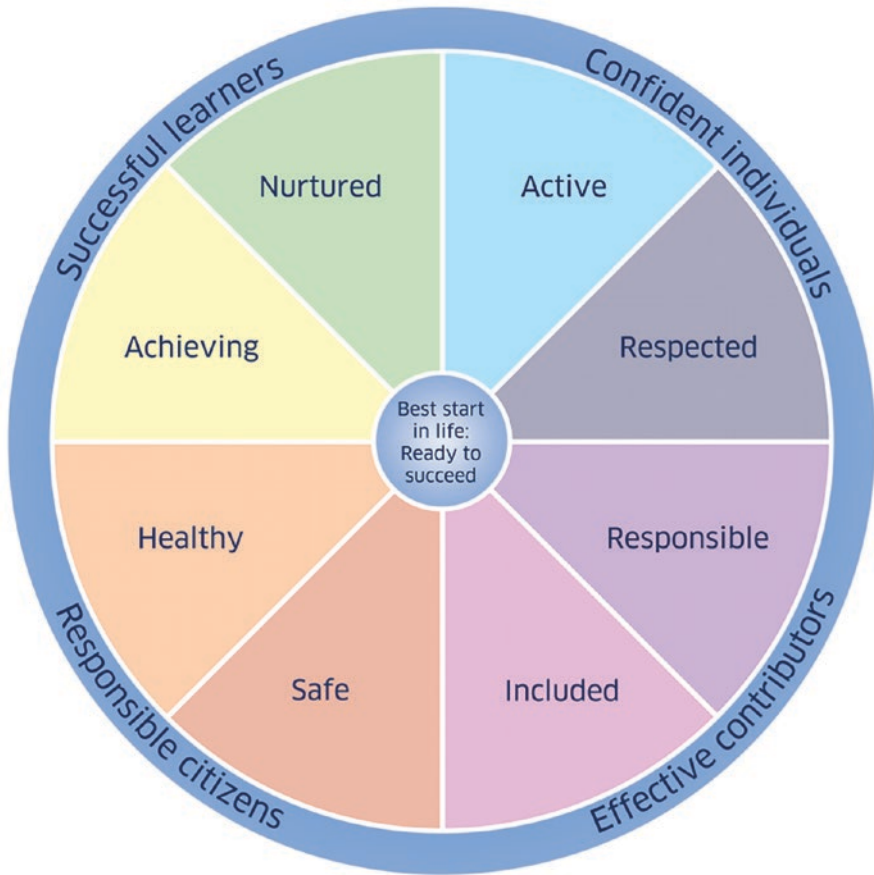 Successful learners
Confident individuals
Nurtured
Active
Achieving
Respected
Best start
in life:
Ready to
succeed
Healthy
Responsible
Safe
Included
Responsible citizens
Effective contributors